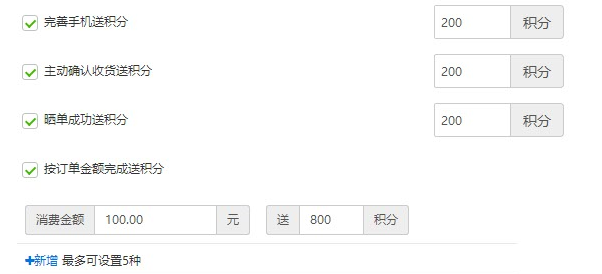 完善手机送积分 200 积分
主动确认收货送积分 200 积分
晒单成功送积分 200 积分
按订单金额完成送积分
消费金额 100.00 元 送 800 积分
+新增 最多可设置5种